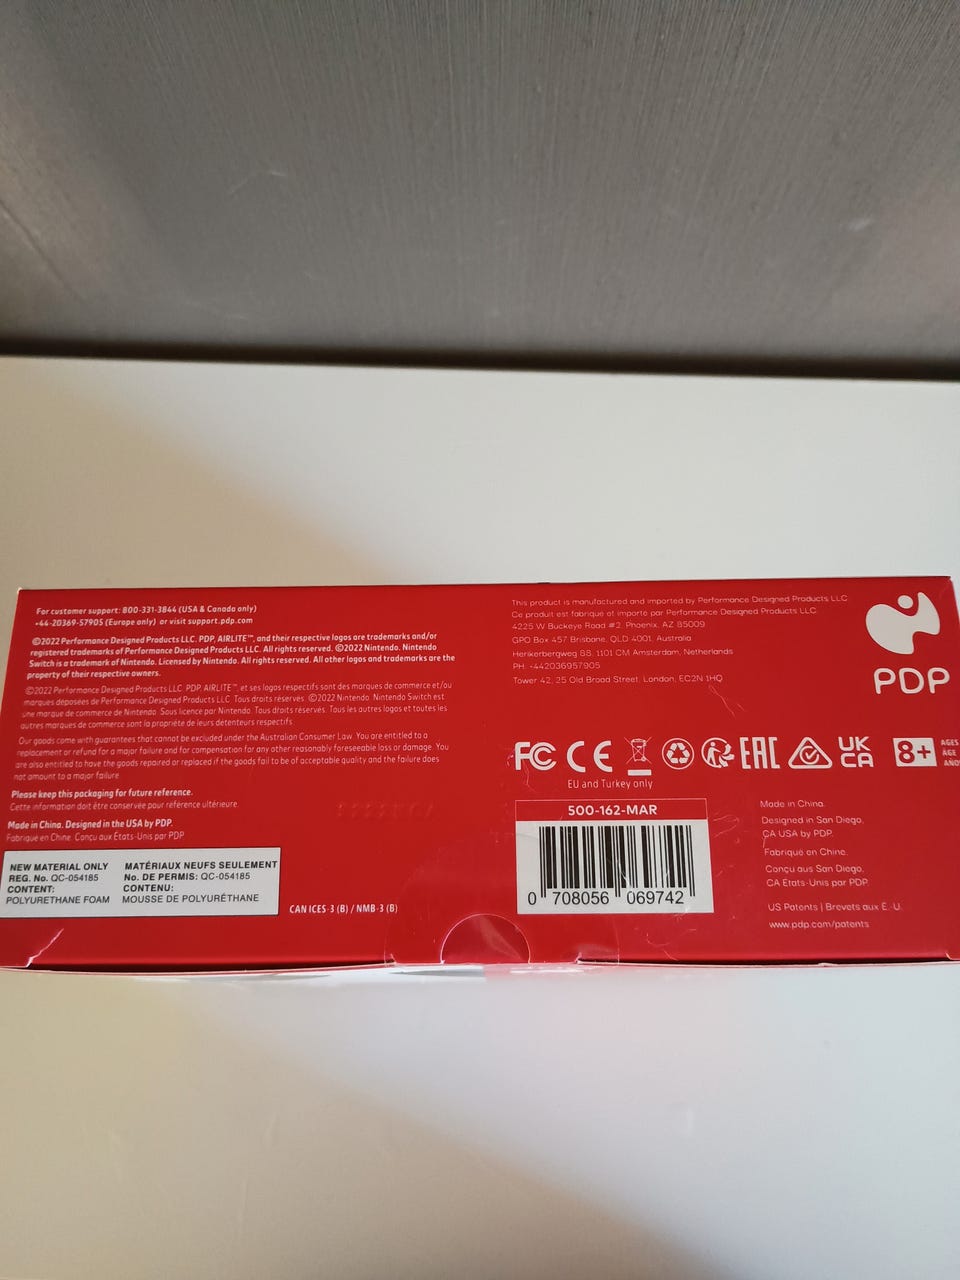 For customer support: 800-331-3844 (USA & Canada only)
+44-20369-57905 (Europe only) or visit support.pdp.com
©2022 Performance Designed Products LLC. PDP, AIRLITE™, and their respective logos are trademarks and/or
registered trademarks of Performance Designed Products LLC. All rights reserved. ©2022 Nintendo. Nintendo
Switch is a trademark of Nintendo. Licensed by Nintendo. All rights reserved. All other logos and trademarks are the
property of their respective owners.
©2022 Performance Designed Products LLC. PDP, AIRLITE™, et ses logos respectifs sont des marques de commerce et/ou
marques déposées de Performance Designed Products LLC. Tous droits réservés. ©2022 Nintendo. Nintendo Switch est
une marque de commerce de Nintendo. Sous licence par Nintendo. Tous droits réservés. Tous les autres logos et toutes les
autres marques de commerce sont la propriété de leurs détenteurs respectifs.
Our goods come with guarantees that cannot be excluded under the Australian Consumer Law. You are entitled to a
replacement or refund for a major failure and for compensation for any other reasonably foreseeable loss or damage. You
are also entitled to have the goods repaired or replaced if the goods fail to be of acceptable quality and the failure does
not amount to a major failure.
Please keep this packaging for future reference.
Cette information doit être conservée pour référence ultérieure.
Made in China. Designed in the USA by PDP.
Fabriqué en Chine. Conçu aux États-Unis par PDP
NEW MATERIAL ONLY
REG. No. QC-054185
CONTENT:
POLYURETHANE FOAM
MATÉRIAUX NEUFS SEULEMENT
No. DE PERMIS: QC-054185
CONTENU:
MOUSSE DE POLYURÉTHANE
CAN ICES-3 (B) / NMB-3 (B)
This product is manufactured and imported by Performance Designed Products LLC.
Ce produit est fabriqué et importé par Performance Designed Products LLC.
4225 W Buckeye Road #2, Phoenix, AZ 85009
GPO Box 457 Brisbane, QLD 4001, Australia
Herikerbergweg 88, 1101 CM Amsterdam, Netherlands
PH. +442036957905
Tower 42, 25 Old Broad Street, London, EC2N 1HQ
PDP
FC CE EAC UK CA 8+
AGES
ÂGE
AÑOS
EU and Turkey only
500-162-MAR
0 708056 069742
Made in China.
Designed in San Diego,
CA USA by PDP.
Fabriqué en Chine.
Conçu aus San Diego,
CA Etats-Unis par PDP.
US Patents | Brevets aux É.-U.
www.pdp.com/patents